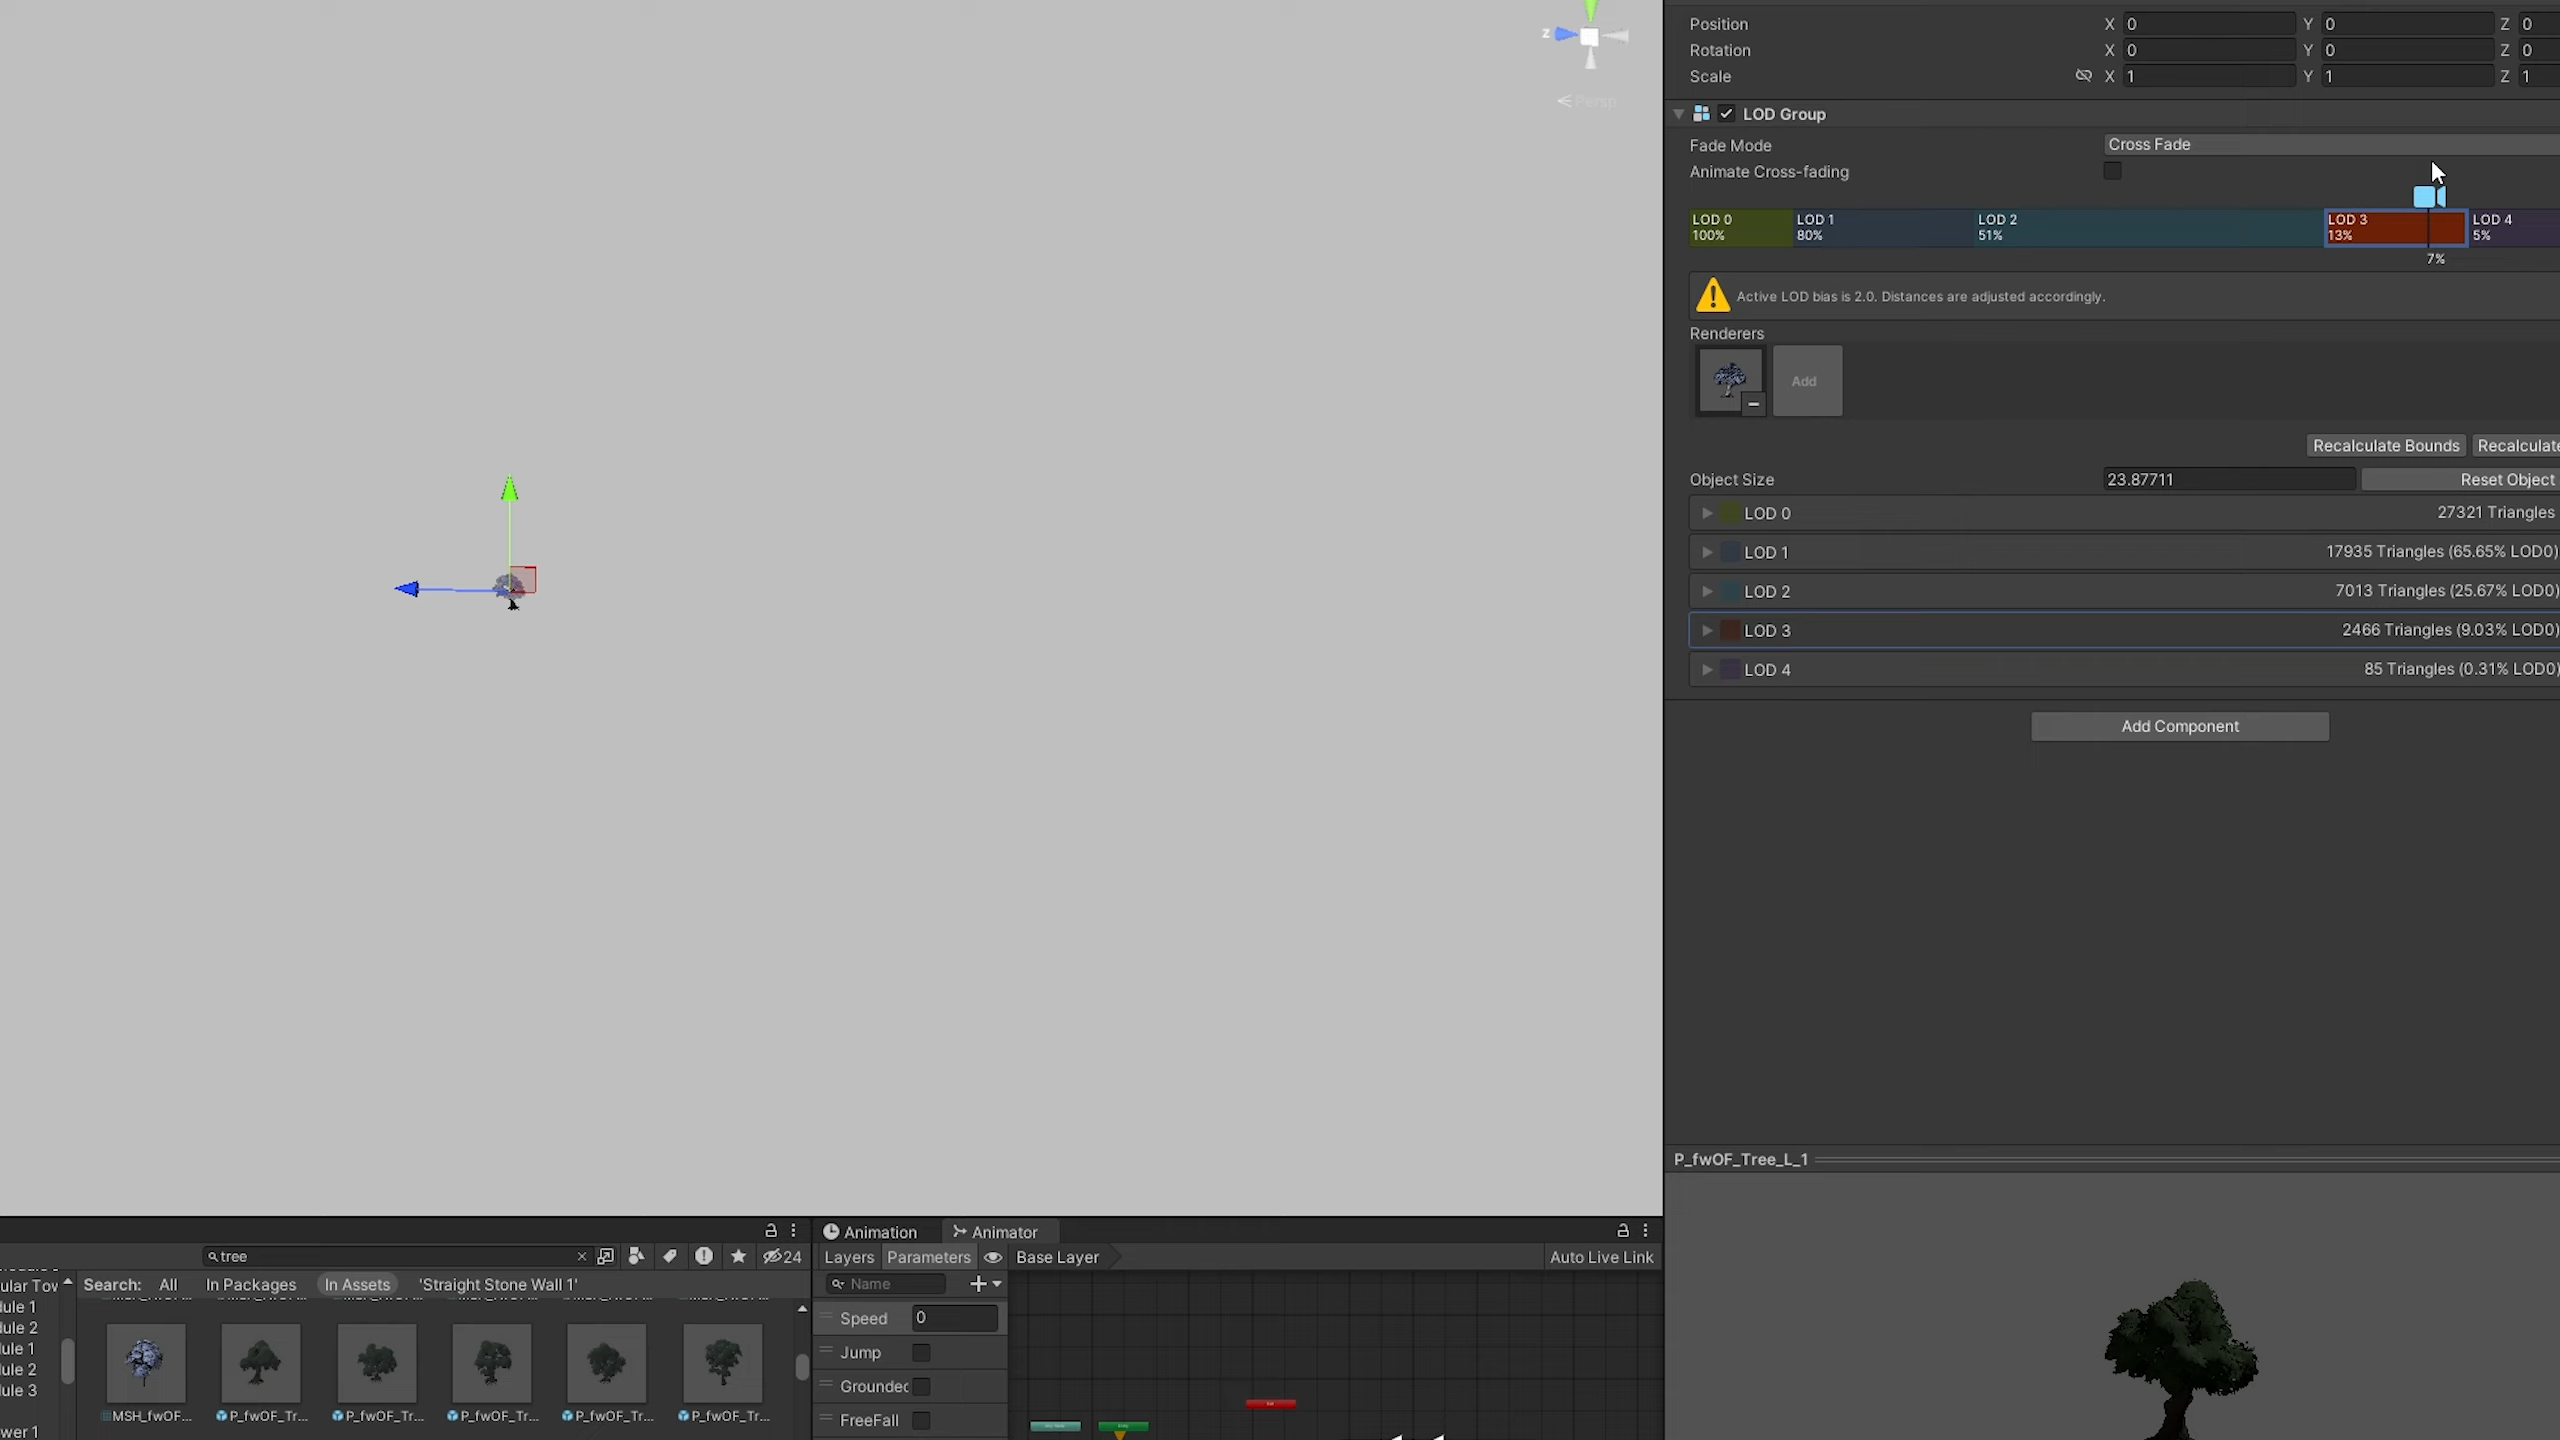 Position X 0 Y 0 Z 0
Rotation X 0 Y 0 Z 0
Scale X 1 Y 1 Z 1
z
Persp
LOD Group
Fade Mode Cross Fade
Animate Cross-fading
LOD 0 LOD 1 LOD 2 LOD 3 LOD 4
100% 80% 51% 13% 5%
7%
Active LOD bias is 2.0. Distances are adjusted accordingly.
Renderers
Add
Recalculate Bounds Recalculate
Object Size 23.87711 Reset Object
LOD 0 27321 Triangles
LOD 1 17935 Triangles (65.65% LOD0)
LOD 2 7013 Triangles (25.67% LOD0)
LOD 3 2466 Triangles (9.03% LOD0)
LOD 4 85 Triangles (0.31% LOD0)
Add Component
P_fwOF_Tree_L_1
Animation Animator
tree 24
Layers Parameters Base Layer Auto Live Link
Search: All In Packages In Assets 'Straight Stone Wall 1'
Name
ular Tov
dule 1
dule 2
ule 1
dule 2
dule 3
wer 1
Speed 0
Jump
Grounded
FreeFall
MSH_fwOF... P_fwOF_Tr... P_fwOF_Tr... P_fwOF_Tr... P_fwOF_Tr... P_fwOF_Tr...